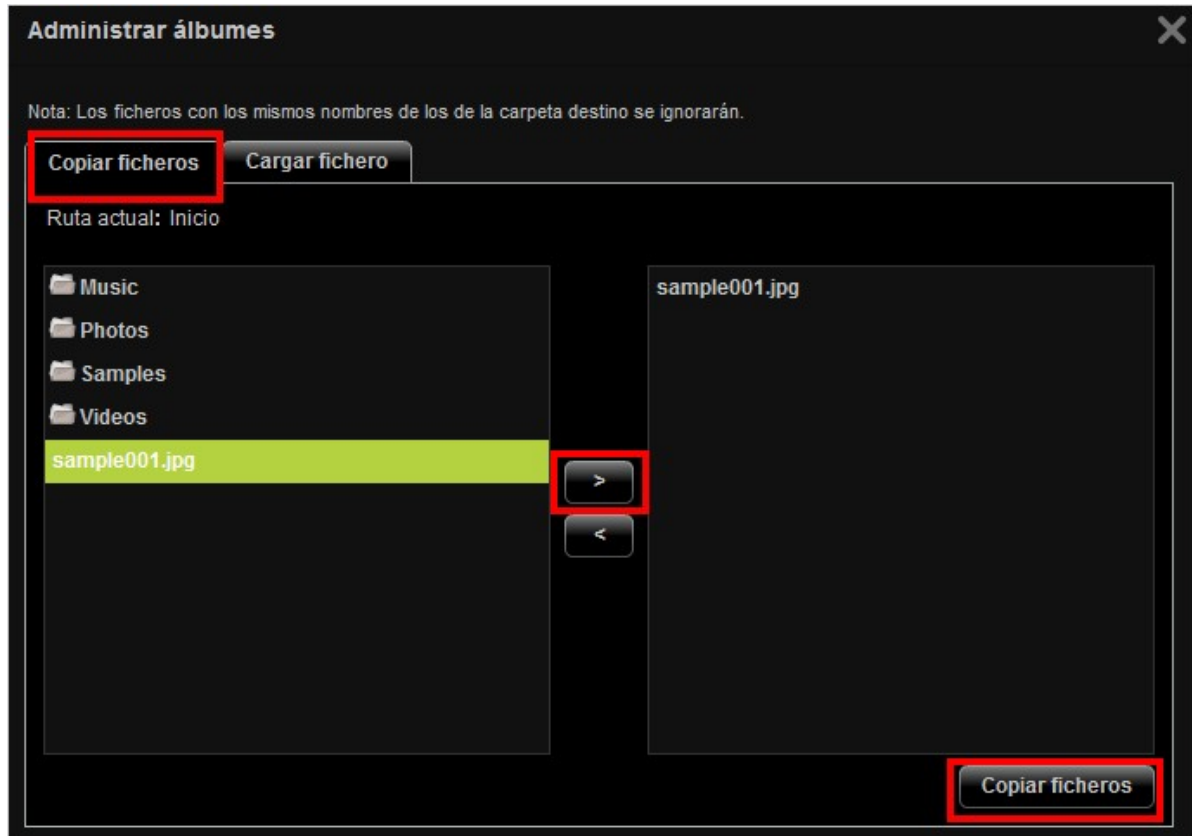 Administrar álbumes
Nota: Los ficheros con los mismos nombres de los de la carpeta destino se ignorarán.
Copiar ficheros
Cargar fichero
Ruta actual: Inicio
Music
Photos
Samples
Videos
sample001.jpg
>
<
sample001.jpg
Copiar ficheros